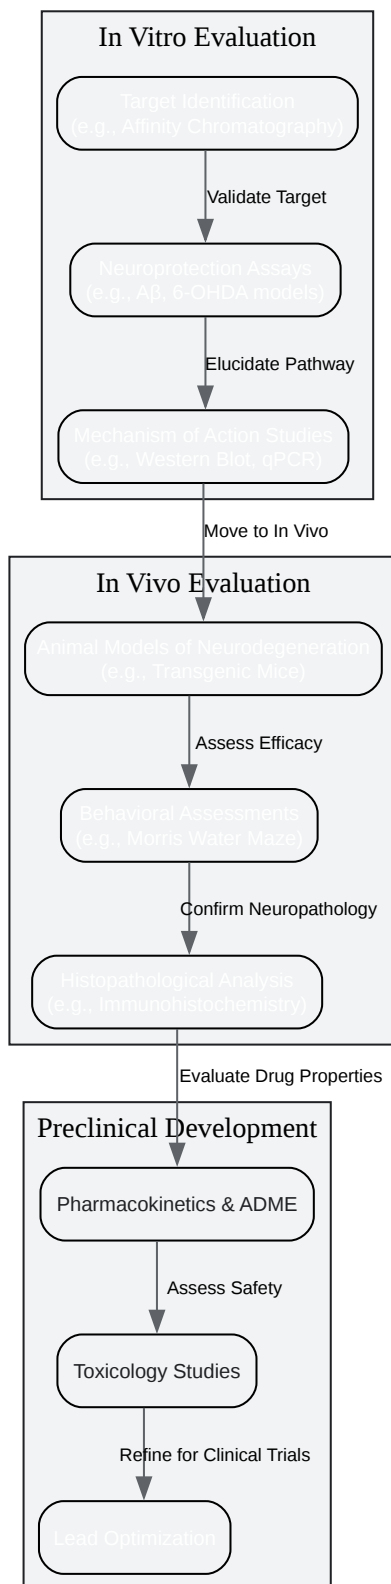 In Vitro Evaluation
Target Identification
(e.g., Affinity Chromatography)
Validate Target
Neuroprotection Assays
(e.g., Aβ, 6-OHDA models)
Elucidate Pathway
Mechanism of Action Studies
(e.g., Western Blot, qPCR)
Move to In Vivo
In Vivo Evaluation
Animal Models of Neurodegeneration
(e.g., Transgenic Mice)
Assess Efficacy
Behavioral Assessments
(e.g., Morris Water Maze)
Confirm Neuropathology
Histopathological Analysis
(e.g., Immunohistochemistry)
Evaluate Drug Properties
Preclinical Development
Pharmacokinetics & ADME
Assess Safety
Toxicology Studies
Refine for Clinical Trials
Lead Optimization